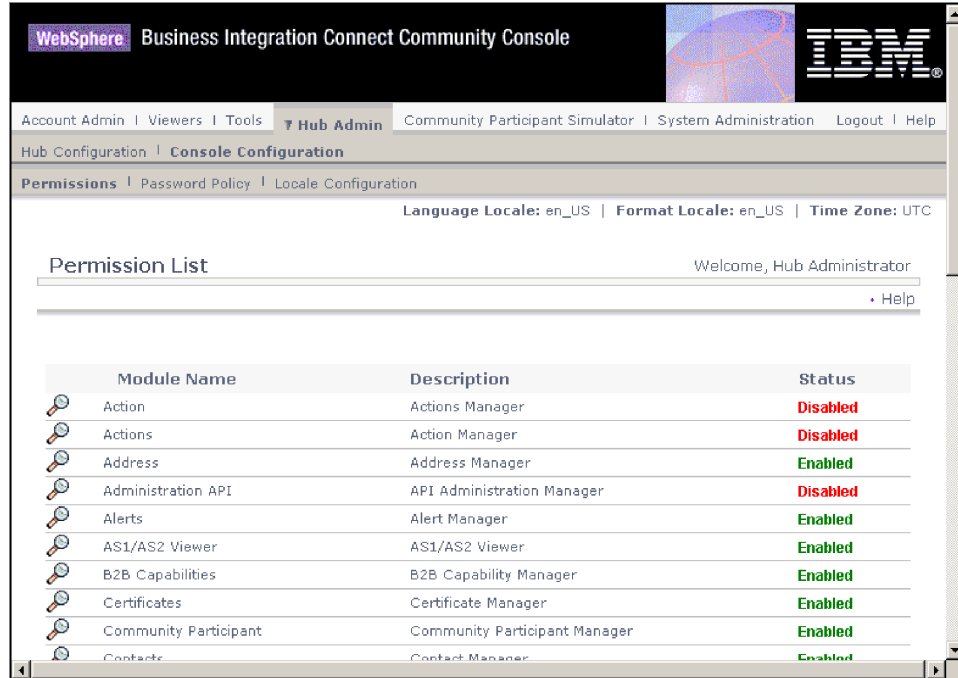 WebSphere Business Integration Connect Community Console
IBM®
Account Admin | Viewers | Tools Hub Admin Community Participant Simulator | System Administration Logout | Help
Hub Configuration | Console Configuration
Permissions | Password Policy | Locale Configuration
Language Locale: en_US | Format Locale: en_US | Time Zone: UTC
Permission List Welcome, Hub Administrator
• Help
Module Name Description Status
Action Actions Manager Disabled
Actions Action Manager Disabled
Address Address Manager Enabled
Administration API API Administration Manager Disabled
Alerts Alert Manager Enabled
AS1/AS2 Viewer AS1/AS2 Viewer Enabled
B2B Capabilities B2B Capability Manager Enabled
Certificates Certificate Manager Enabled
Community Participant Community Participant Manager Enabled
Contacts Contact Manager Enabled